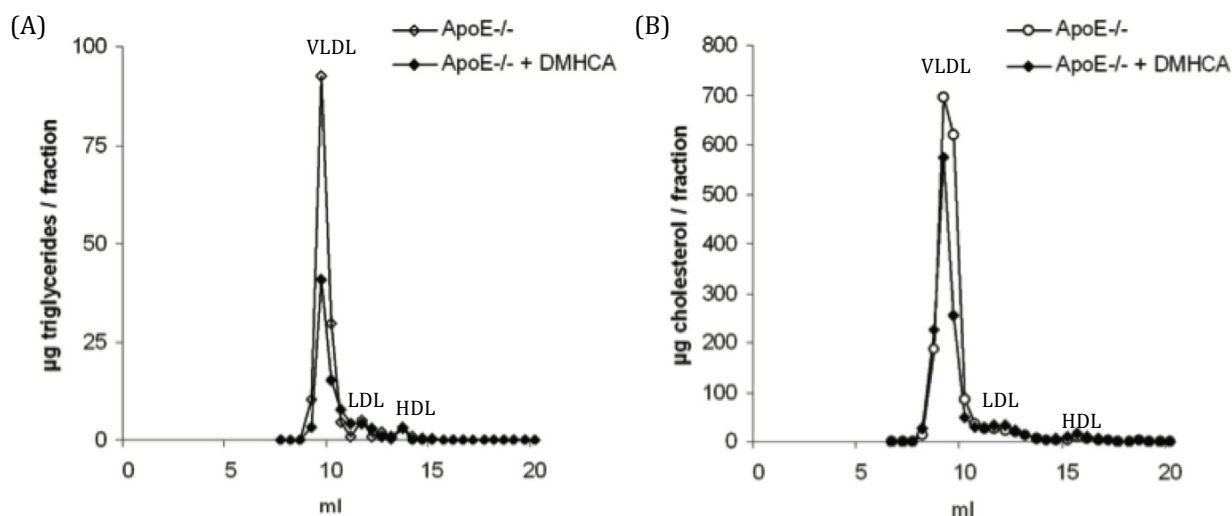 (A)
ApoE-/-
ApoE-/- + DMHCA
VLDL
100
75
50
25
0
µg triglycerides / fraction
LDL
HDL
0 5 10 15 20
ml
(B)
ApoE-/-
ApoE-/- + DMHCA
VLDL
800
700
600
500
400
300
200
100
0
µg cholesterol / fraction
LDL
HDL
0 5 10 15 20
ml